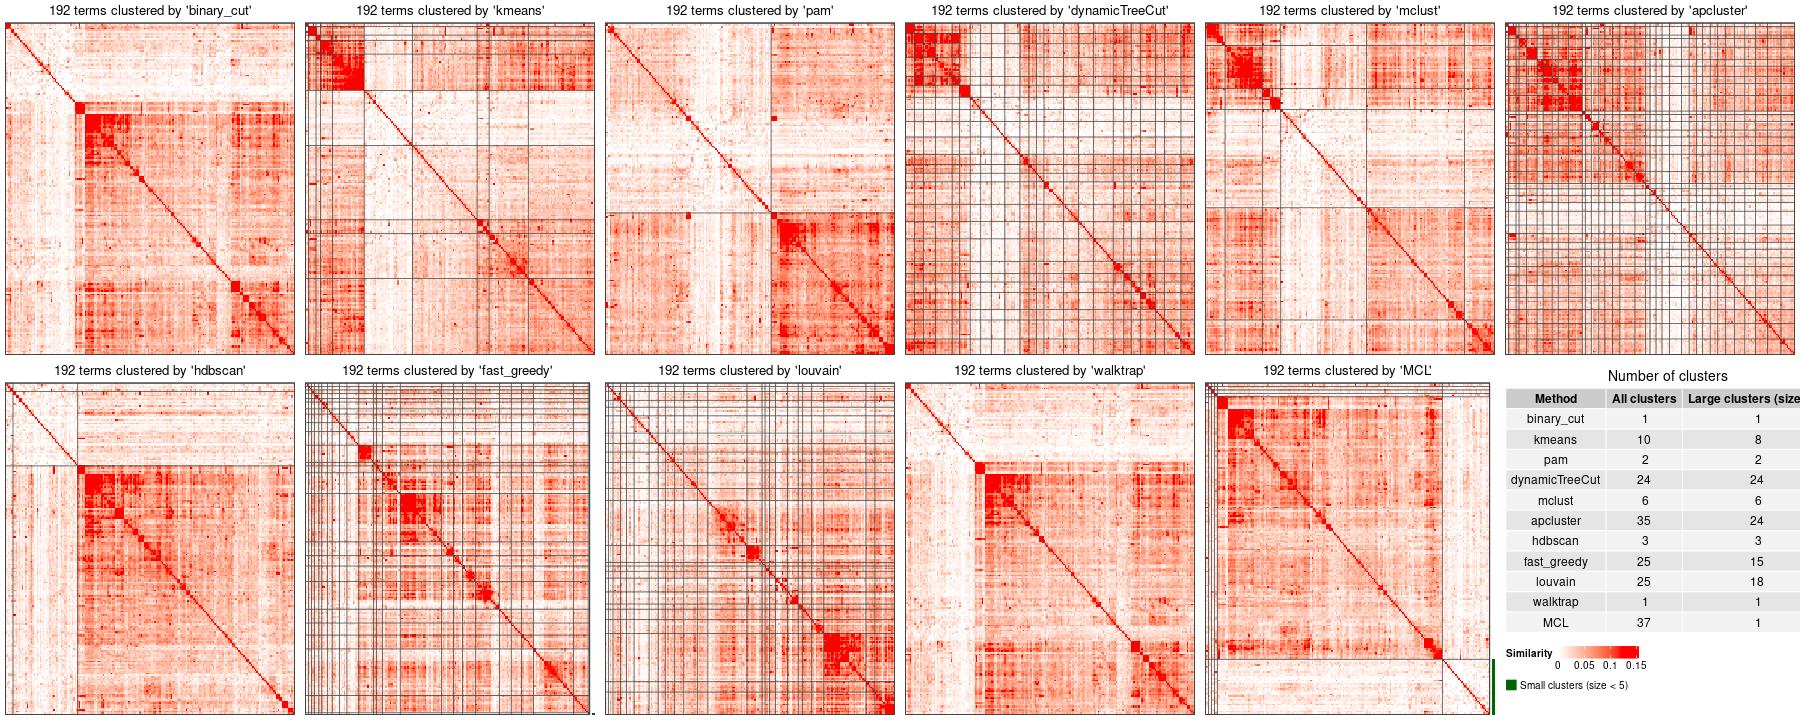 192 terms clustered by 'binary_cut'
192 terms clustered by 'kmeans'
192 terms clustered by 'pam'
192 terms clustered by 'dynamicTreeCut'
192 terms clustered by 'mclust'
192 terms clustered by 'apcluster'
192 terms clustered by 'hdbscan'
192 terms clustered by 'fast_greedy'
192 terms clustered by 'louvain'
192 terms clustered by 'walktrap'
192 terms clustered by 'MCL'
Number of clusters
Method All clusters Large clusters (size
binary_cut 1 1
kmeans 10 8
pam 2 2
dynamicTreeCut 24 24
mclust 6 6
apcluster 35 24
hdbscan 3 3
fast_greedy 25 15
louvain 25 18
walktrap 1 1
MCL 37 1
Similarity
0 0.05 0.1 0.15
Small clusters (size < 5)